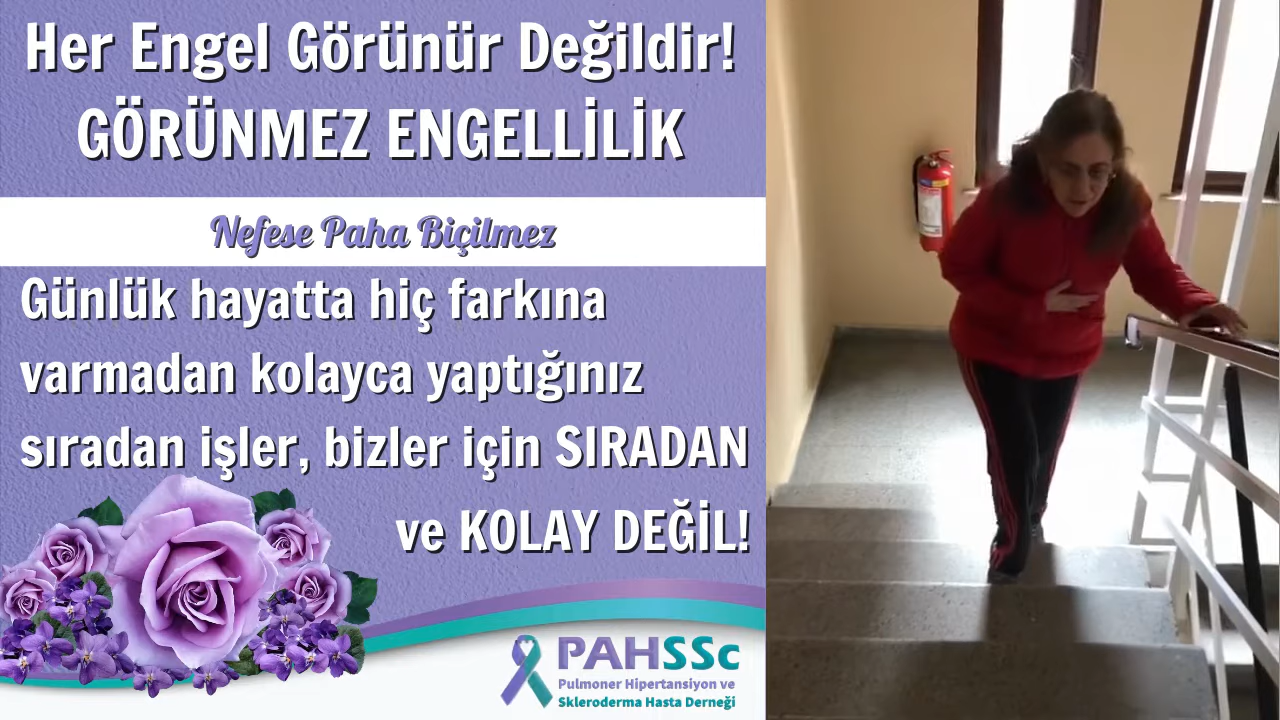 Her Engel Görünür Değildir!
GÖRÜNMEZ ENGELLİLİK
Nefese Paha Biçilmez
Günlük hayatta hiç farkına
varmadan kolayca yaptığınız
sıradan işler, bizler için SIRADAN
ve KOLAY DEĞİL!
PAHSSc
Pulmoner Hipertansiyon ve
Skleroderma Hasta Derneği